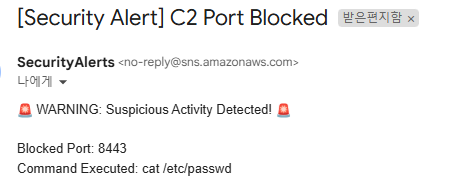 [Security Alert] C2 Port Blocked 받은편지함 ×
SecurityAlerts <no-reply@sns.amazonaws.com>
나에게
🚨 WARNING: Suspicious Activity Detected! 🚨
Blocked Port: 8443
Command Executed: cat /etc/passwd